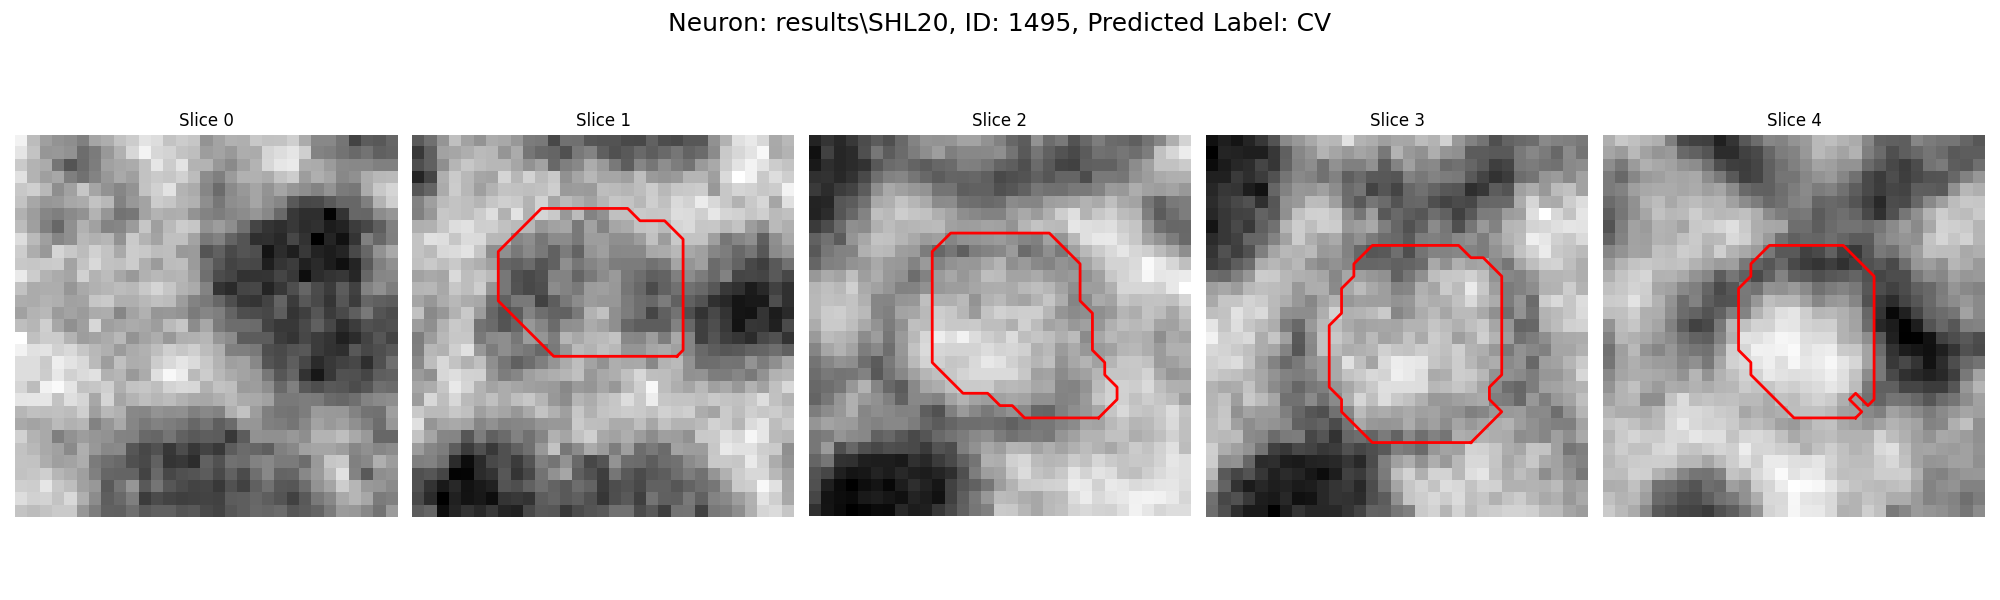 Neuron: results\SHL20, ID: 1495, Predicted Label: CV
Slice 0
Slice 1
Slice 2
Slice 3
Slice 4